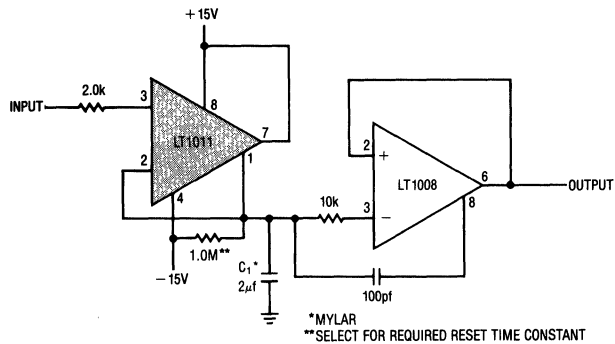 +15V
2.0k
INPUT
3
8
LT1011
7
1
2
4
1.0M**
−15V
C1*
2μf
10k
2
+
LT1008
6
OUTPUT
3
−
8
100pf
*MYLAR
**SELECT FOR REQUIRED RESET TIME CONSTANT